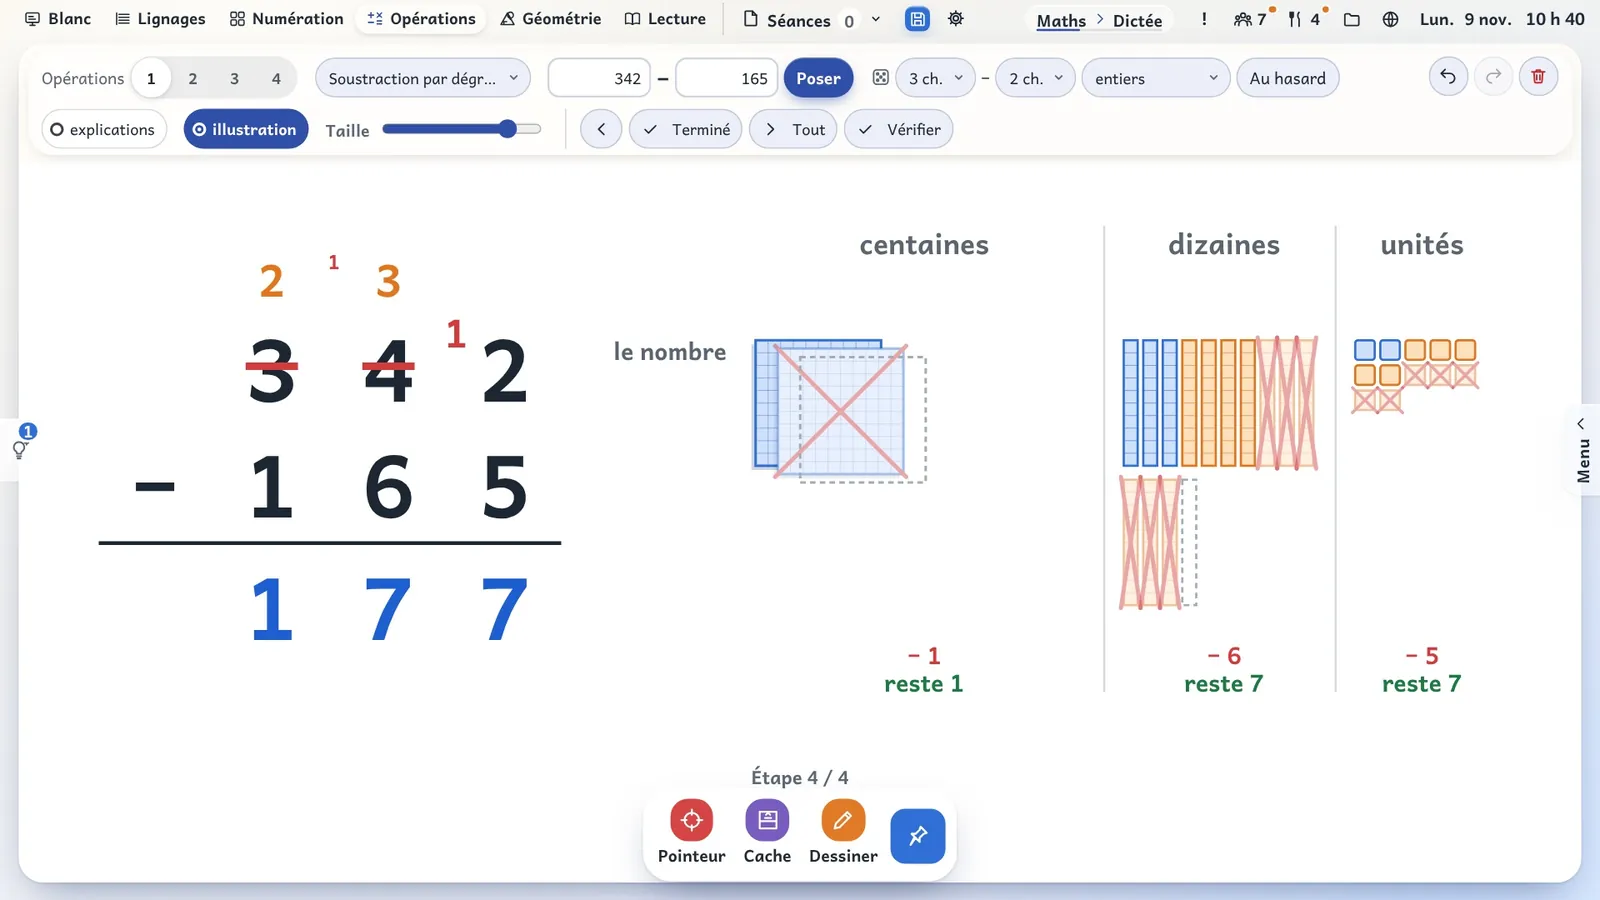 Blanc Lignages Numération Opérations Géométrie Lecture Séances 0 Maths > Dictée ! 7 4 Lun. 9 nov. 10 h 40
Opérations 1 2 3 4 Soustraction par dégr... 342 − 165 Poser 3 ch. − 2 ch. entiers Au hasard
explications illustration Taille Terminé Tout Vérifier
centaines dizaines unités
2 1 3
3 4 1 2
le nombre
− 1 6 5
1 7 7
− 1 − 6 − 5
reste 1 reste 7 reste 7
1
Menu
Étape 4 / 4
Pointeur Cache Dessiner